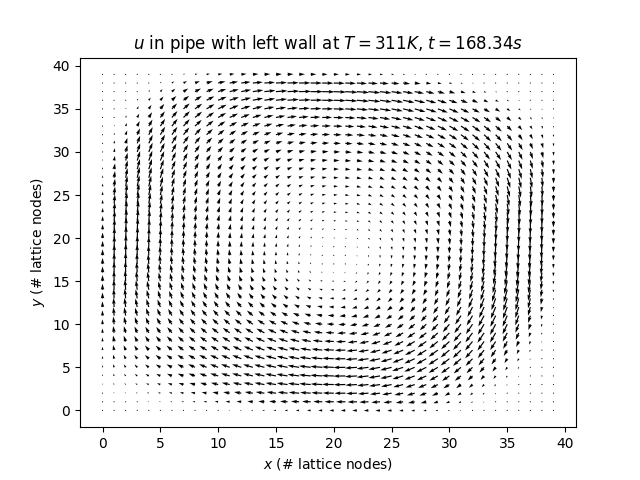 u in pipe with left wall at T = 311K, t = 168.34s
40
35
30
25
20
15
10
5
0
y (# lattice nodes)
0 5 10 15 20 25 30 35 40
x (# lattice nodes)